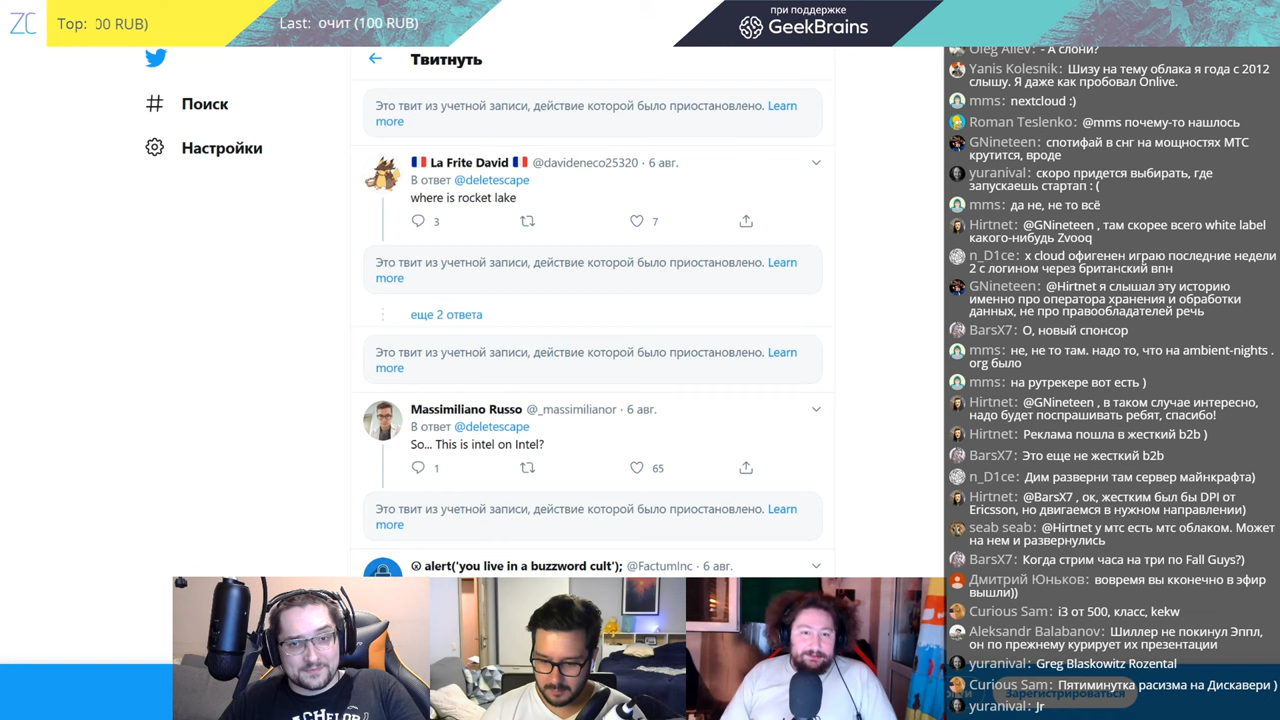 ZC
Top: 00 RUB)
Last: очит (100 RUB)
при поддержке
GeekBrains
Твитнуть
Поиск
Настройки
Это твит из учетной записи, действие которой было приостановлено. Learn
more
La Frite David @davideneco25320 · 6 авг.
В ответ @deletescape
where is rocket lake
3
7
Это твит из учетной записи, действие которой было приостановлено. Learn
more
еще 2 ответа
Это твит из учетной записи, действие которой было приостановлено. Learn
more
Massimiliano Russo @_massimilianor · 6 авг.
В ответ @deletescape
So... This is intel on Intel?
1
65
Это твит из учетной записи, действие которой было приостановлено. Learn
more
alert('you live in a buzzword cult'); @FactumInc · 6 авг.
Oleg Aliev: - А слони?
Yanis Kolesnik: Шизу на тему облака я года с 2012
слышу. Я даже как пробовал Onlive.
mms: nextcloud :)
Roman Teslenko: @mms почему-то нашлось
GNineteen: спотифай в снг на мощностях МТС
крутится, вроде
yuranival: скоро придется выбирать, где
запускаешь стартап : (
mms: да не, не то всё
Hirtnet: @GNineteen , там скорее всего white label
какого-нибудь Zvooq
n_D1ce: x cloud офигенен играю последние недели
2 с логином через британский впн
GNineteen: @Hirtnet я слышал эту историю
именно про оператора хранения и обработки
данных, не про правообладателей речь
BarsX7: О, новый спонсор
mms: не, не то там. надо то, что на ambient-nights .
org было
mms: на рутрекере вот есть )
Hirtnet: @GNineteen , в таком случае интересно,
надо будет поспрашивать ребят, спасибо!
Hirtnet: Реклама пошла в жесткий b2b )
BarsX7: Это еще не жесткий b2b
n_D1ce: Дим разверни там сервер майнкрафта)
Hirtnet: @BarsX7 , ок, жестким был бы DPI от
Ericsson, но двигаемся в нужном направлении)
seab seab: @Hirtnet у мтс есть мтс облаком. Может
на нем и развернулись
BarsX7: Когда стрим часа на три по Fall Guys?)
Дмитрий Юньков: вовремя вы кконечно в эфир
вышли))
Curious Sam: i3 от 500, класс, kekw
Aleksandr Balabanov: Шиллер не покинул Эппл,
он по прежнему курирует их презентации
yuranival: Greg Blaskowitz Rozental
Curious Sam: Пятиминутка расизма на Дискавери )
Зарегистрироваться
yuranival: Jr